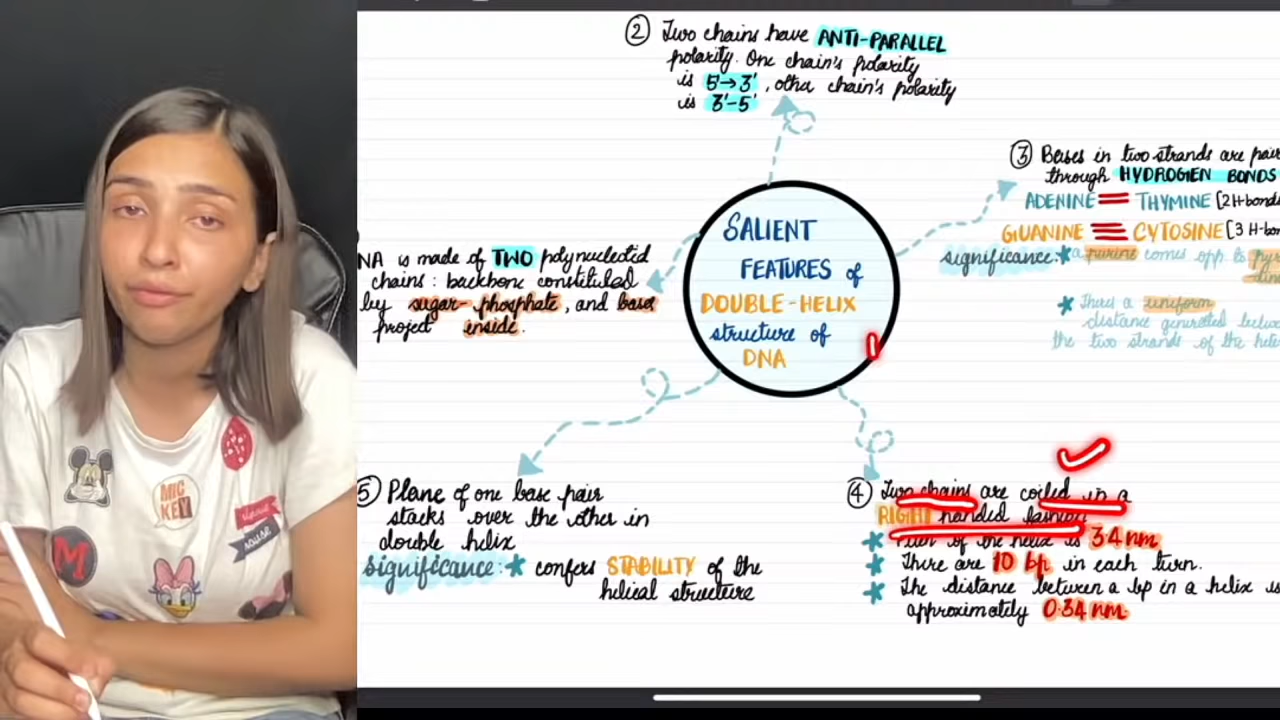 ② Two chains have ANTI-PARALLEL
polarity. One chain's polarity
is 5'→3', other chain's polarity
is 3'-5'
③ Bases in two strands are pair
through HYDROGEN BONDS
ADENINE = THYMINE [2 H-bonds
GUANINE ≡ CYTOSINE [3 H-bon
significance: * a purine comes opp to pyr
* There's a uniform
distance generated betwee
the two strands of the heli
SALIENT
FEATURES of
DOUBLE-HELIX
structure of
DNA
NA is made of TWO polynucleotid
chains: backbone constituted
by sugar-phosphate, and bases
project inside.
⑤ Plane of one base pair
stacks over the other in
double helix
significance: * confers STABILITY of the
helical structure
④ Two chains are coiled in a
RIGHT handed fashion
* of the helix is 3.4 nm
* There are 10 bp in each turn.
* The distance between a bp in a helix is
approximately 0.34 nm
MIC
KEY
M